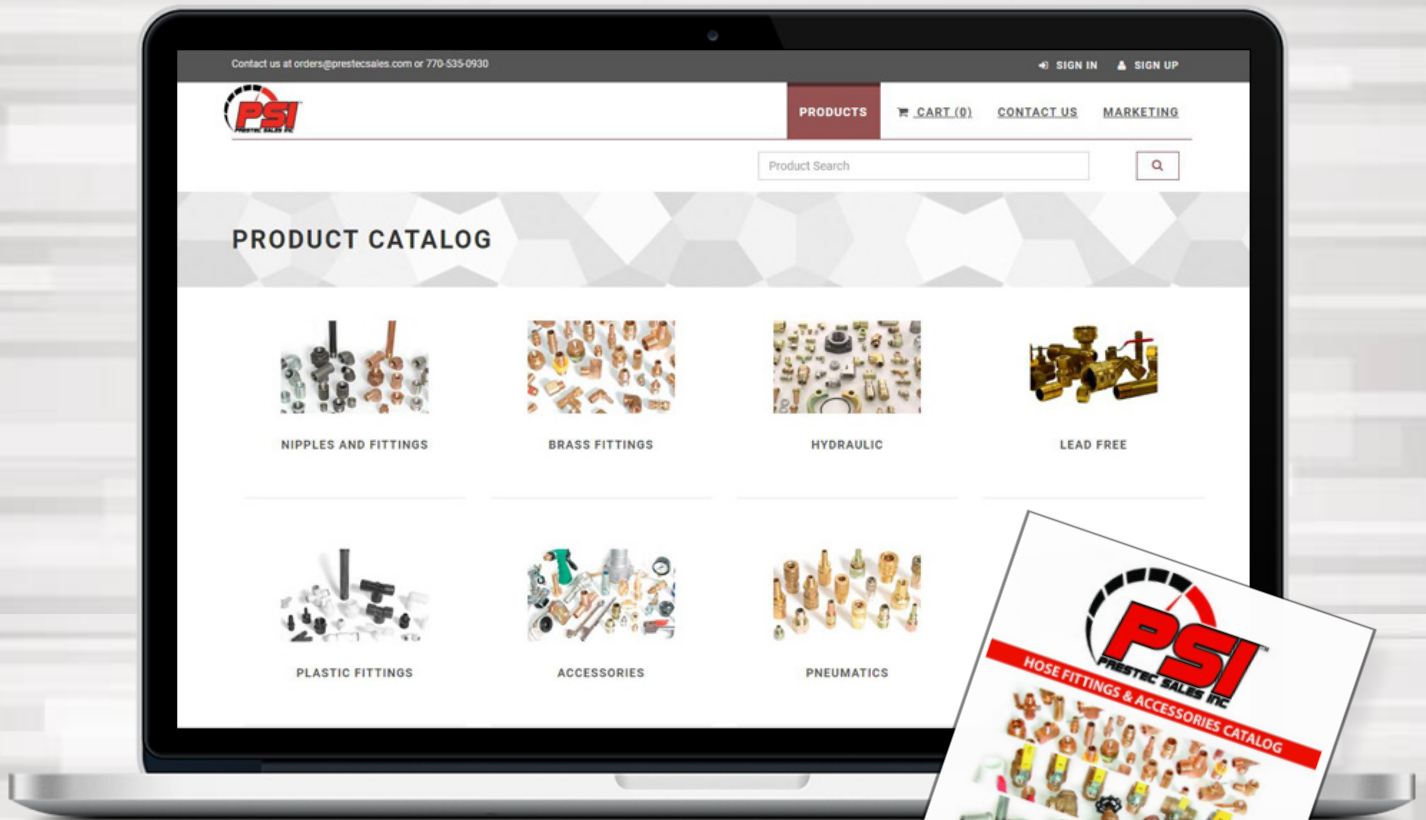 Contact us at orders@prestecsales.com or 770-535-0930
SIGN IN
SIGN UP
PSI
PRESTEC SALES INC
PRODUCTS
CART (0)
CONTACT US
MARKETING
Product Search
PRODUCT CATALOG
NIPPLES AND FITTINGS
BRASS FITTINGS
HYDRAULIC
LEAD FREE
PLASTIC FITTINGS
ACCESSORIES
PNEUMATICS
PSI™
PRESTEC SALES INC
HOSE FITTINGS & ACCESSORIES CATALOG